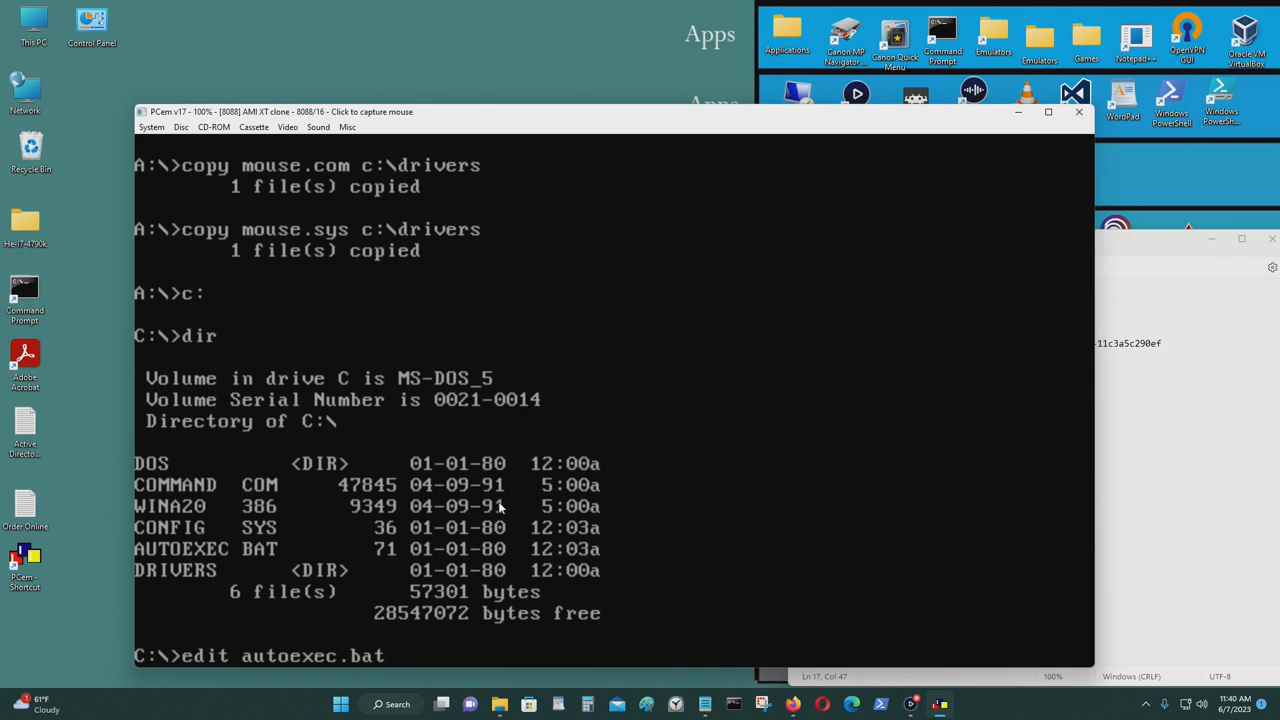 This PC
Control Panel
Network
Recycle Bin
He-I7-4790k
Command
Prompt
Adobe
Acrobat
Active
Directo...
Order Online
PCem -
Shortcut
Apps
Apps
Applications
Canon MP
Navigator ...
Canon Quick
Menu
Command
Prompt
Emulators
Emulators
Games
Notepad++
OpenVPN
GUI
Oracle VM
VirtualBox
WordPad
Windows
PowerShell
Windows
PowerSh...
PCem v17 - 100% - [8088] AMI XT clone - 8088/16 - Click to capture mouse
System Disc CD-ROM Cassette Video Sound Misc
A:\>copy mouse.com c:\drivers
1 file(s) copied
A:\>copy mouse.sys c:\drivers
1 file(s) copied
A:\>c:
C:\>dir
Volume in drive C is MS-DOS_5
Volume Serial Number is 0021-0014
Directory of C:\
DOS <DIR> 01-01-80 12:00a
COMMAND COM 47845 04-09-91 5:00a
WINA20 386 9349 04-09-91 5:00a
CONFIG SYS 36 01-01-80 12:03a
AUTOEXEC BAT 71 01-01-80 12:03a
DRIVERS <DIR> 01-01-80 12:00a
6 file(s) 57301 bytes
28547072 bytes free
C:\>edit autoexec.bat
-11c3a5c290ef
Ln 17, Col 47 100% Windows (CRLF) UTF-8
61°F
Cloudy
Search
11:40 AM
6/7/2023